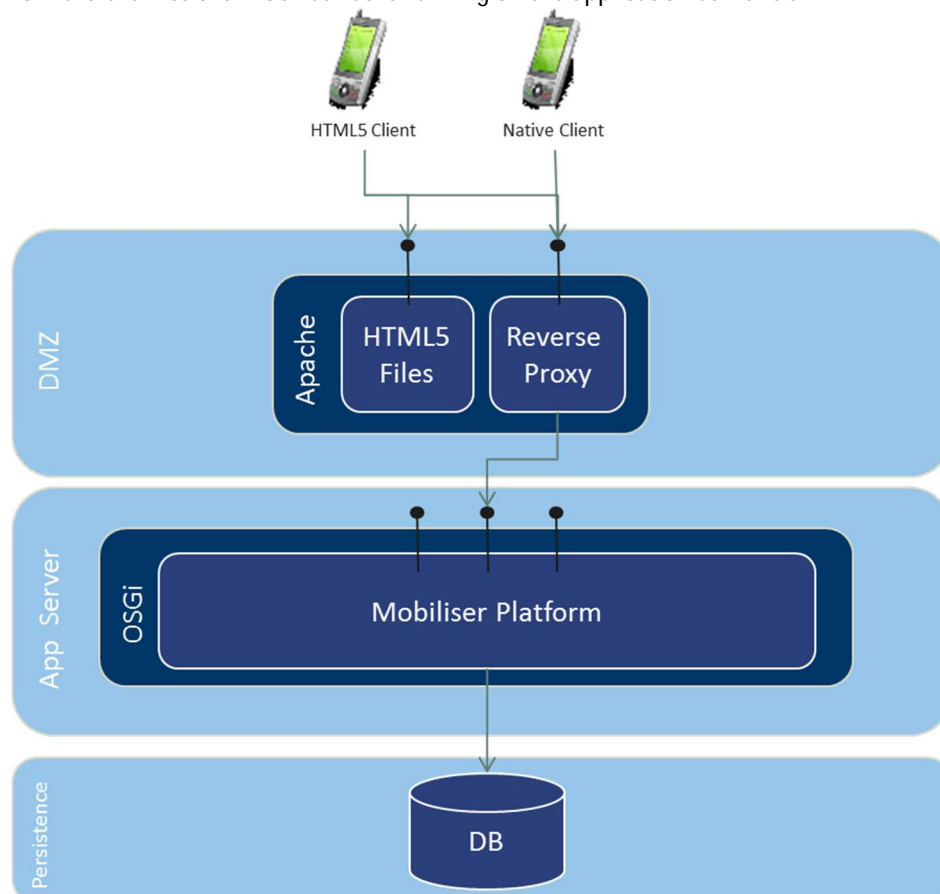 HTML5 Client
Native Client
DMZ
Apache
HTML5
Files
Reverse
Proxy
App Server
OSGi
Mobiliser Platform
Persistence
DB